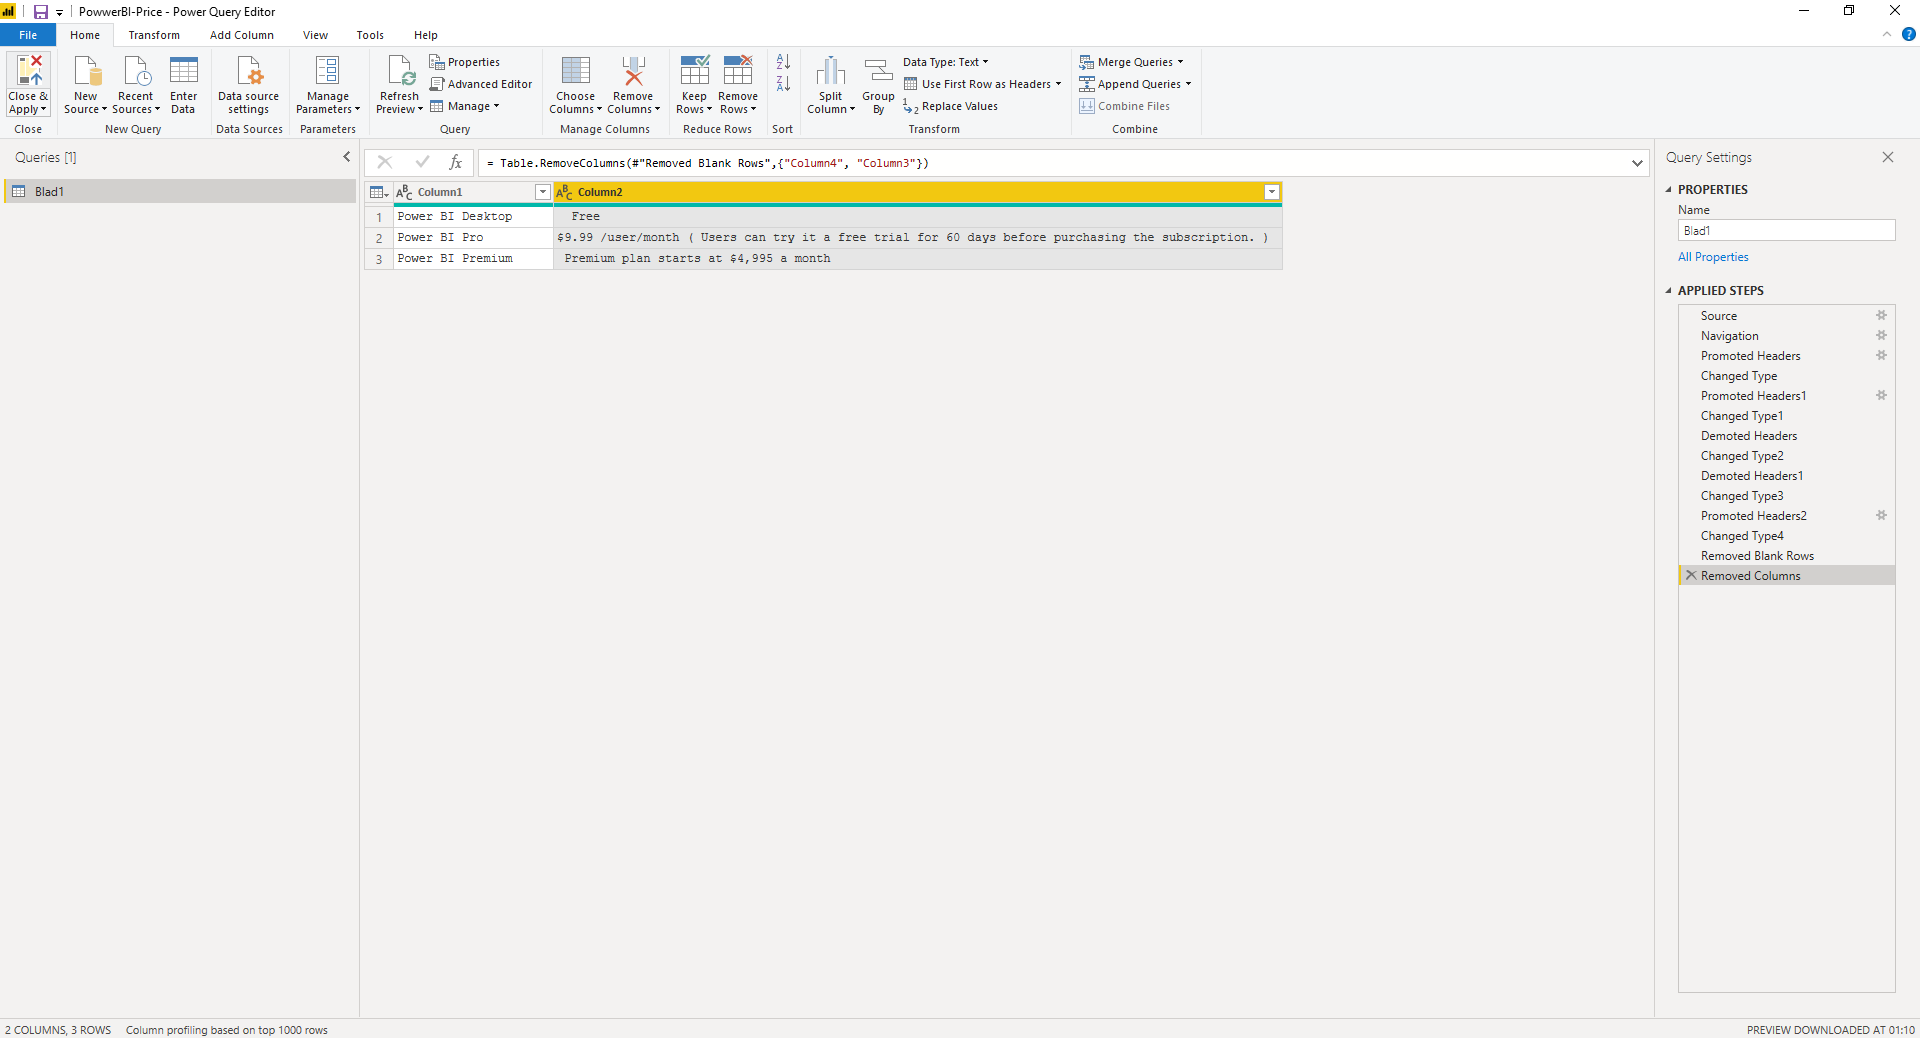 PowwerBI-Price - Power Query Editor
File Home Transform Add Column View Tools Help
Close & Apply
New Source
Recent Sources
Enter Data
Data source settings
Manage Parameters
Refresh Preview
Properties
Advanced Editor
Manage
Choose Columns
Remove Columns
Keep Rows
Remove Rows
Split Column
Group By
Data Type: Text
Use First Row as Headers
Replace Values
Merge Queries
Append Queries
Combine Files
Close New Query Data Sources Parameters Query Manage Columns Reduce Rows Sort Transform Combine
Queries [1]
Blad1
= Table.RemoveColumns(#"Removed Blank Rows",{"Column4", "Column3"})
Column1 Column2
1 Power BI Desktop Free
2 Power BI Pro $9.99 /user/month ( Users can try it a free trial for 60 days before purchasing the subscription. )
3 Power BI Premium Premium plan starts at $4,995 a month
Query Settings
PROPERTIES
Name
Blad1
All Properties
APPLIED STEPS
Source
Navigation
Promoted Headers
Changed Type
Promoted Headers1
Changed Type1
Demoted Headers
Changed Type2
Demoted Headers1
Changed Type3
Promoted Headers2
Changed Type4
Removed Blank Rows
Removed Columns
2 COLUMNS, 3 ROWS Column profiling based on top 1000 rows
PREVIEW DOWNLOADED AT 01:10